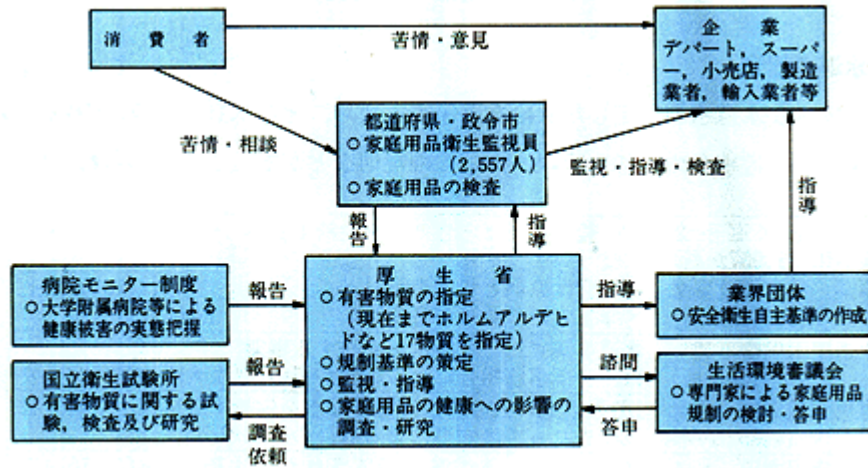 消費者
苦情・意見
企業
デパート，スーパ
ー，小売店，製造
業者，輸入業者等
苦情・相談
都道府県・政令市
○家庭用品衛生監視員
(2,557人)
○家庭用品の検査
監視・指導・検査
指導
報告
指導
病院モニター制度
○大学附属病院等による
健康被害の実態把握
報告
厚生省
○有害物質の指定
(現在までホルムアルデヒ
ドなど17物質を指定)
○規制基準の策定
○監視・指導
○家庭用品の健康への影響の
調査・研究
指導
業界団体
○安全衛生自主基準の作成
国立衛生試験所
○有害物質に関する試
験，検査及び研究
報告
調査
依頼
諮問
答申
生活環境審議会
○専門家による家庭用品
規制の検討・答申